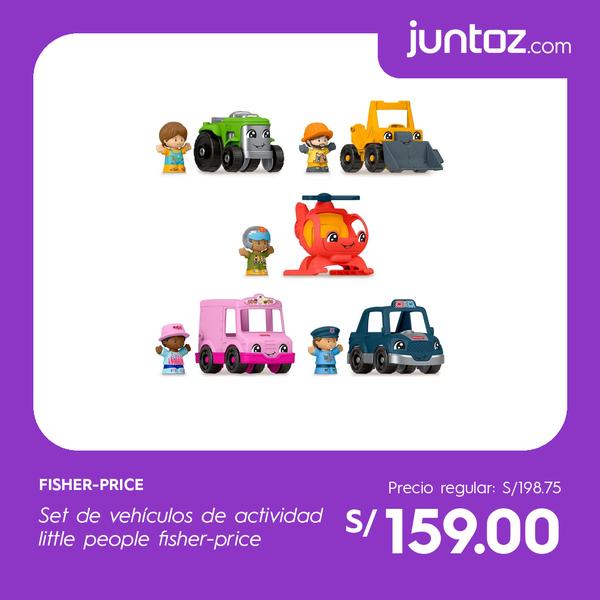 juntoz.com
FISHER-PRICE
Set de vehículos de actividad
little people fisher-price
Precio regular: S/198.75
S/159.00